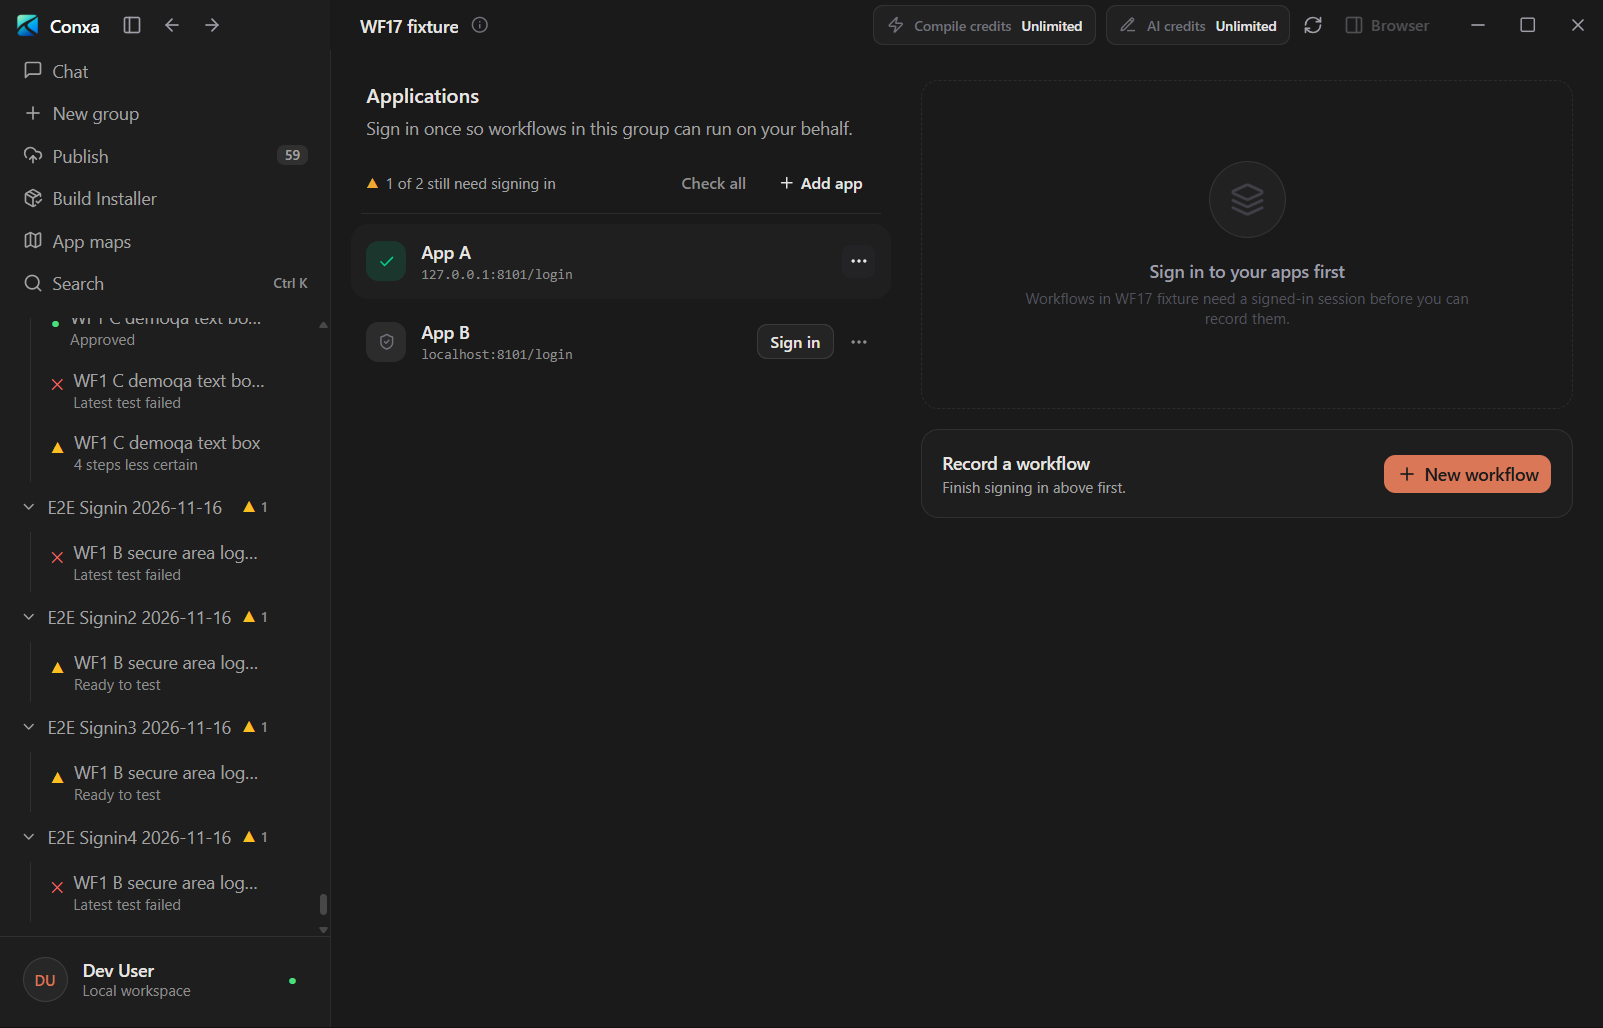 Conxa
WF17 fixture
Compile credits Unlimited
AI credits Unlimited
Browser
Chat
New group
Publish 59
Build Installer
App maps
Search Ctrl K
WF1 C demoqa text bo...
Approved
WF1 C demoqa text bo...
Latest test failed
WF1 C demoqa text box
4 steps less certain
E2E Signin 2026-11-16 1
WF1 B secure area log...
Latest test failed
E2E Signin2 2026-11-16 1
WF1 B secure area log...
Ready to test
E2E Signin3 2026-11-16 1
WF1 B secure area log...
Ready to test
E2E Signin4 2026-11-16 1
WF1 B secure area log...
Latest test failed
DU
Dev User
Local workspace
Applications
Sign in once so workflows in this group can run on your behalf.
1 of 2 still need signing in
Check all
Add app
App A
127.0.0.1:8101/login
App B
localhost:8101/login
Sign in
Sign in to your apps first
Workflows in WF17 fixture need a signed-in session before you can
record them.
Record a workflow
Finish signing in above first.
New workflow